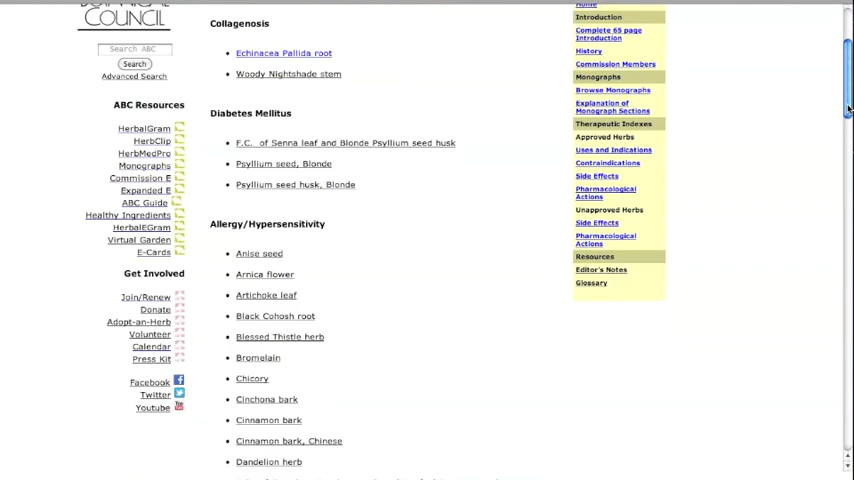 COUNCIL
Search ABC
Search
Advanced Search
ABC Resources
HerbalGram
HerbClip
HerbMedPro
Monographs
Commission E
Expanded E
ABC Guide
Healthy Ingredients
HerbalEGram
Virtual Garden
E-Cards
Get Involved
Join/Renew
Donate
Adopt-an-Herb
Volunteer
Calendar
Press Kit
Facebook
Twitter
Youtube
Collagenosis
Echinacea Pallida root
Woody Nightshade stem
Diabetes Mellitus
F.C. of Senna leaf and Blonde Psyllium seed husk
Psyllium seed, Blonde
Psyllium seed husk, Blonde
Allergy/Hypersensitivity
Anise seed
Arnica flower
Artichoke leaf
Black Cohosh root
Blessed Thistle herb
Bromelain
Chicory
Cinchona bark
Cinnamon bark
Cinnamon bark, Chinese
Dandelion herb
Home
Introduction
Complete 65 page
Introduction
History
Commission Members
Monographs
Browse Monographs
Explanation of
Monograph Sections
Therapeutic Indexes
Approved Herbs
Uses and Indications
Contraindications
Side Effects
Pharmacological
Actions
Unapproved Herbs
Side Effects
Pharmacological
Actions
Resources
Editor's Notes
Glossary